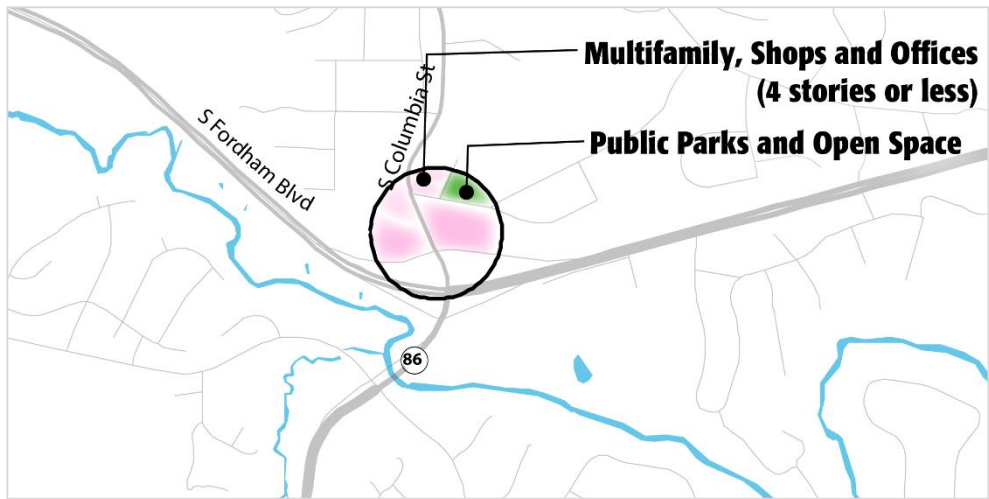 Multifamily, Shops and Offices
(4 stories or less)
Public Parks and Open Space
S Columbia St
S Fordham Blvd
86